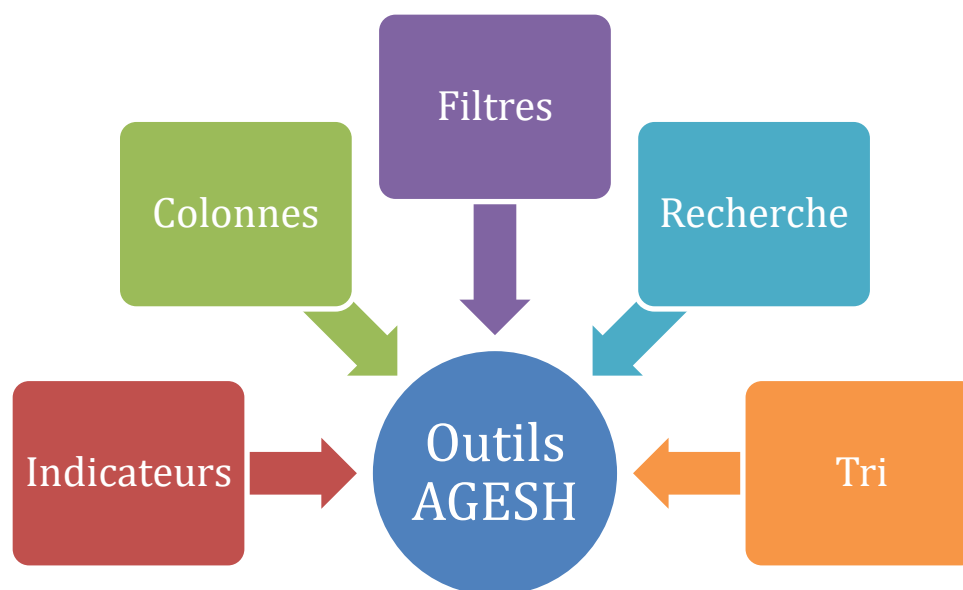 Filtres
Colonnes
Recherche
Indicateurs
Outils
AGESH
Tri